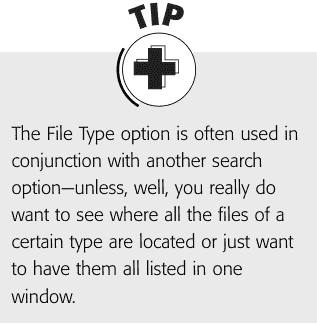 TIP
The File Type option is often used in
conjunction with another search
option—unless, well, you really do
want to see where all the files of a
certain type are located or just want
to have them all listed in one
window.